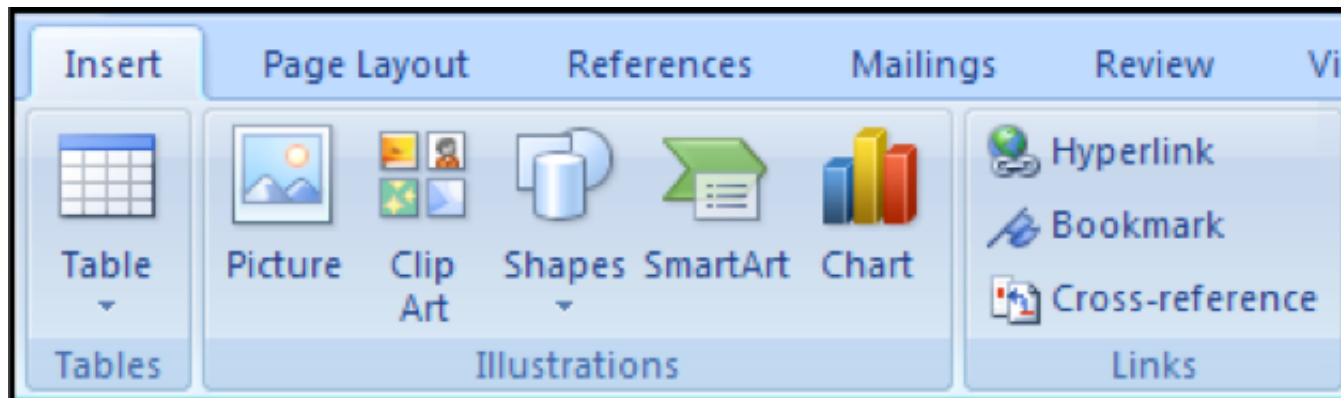 Insert Page Layout References Mailings Review Vi
Table
Picture
Clip
Art
Shapes
SmartArt
Chart
Hyperlink
Bookmark
Cross-reference
Tables
Illustrations
Links